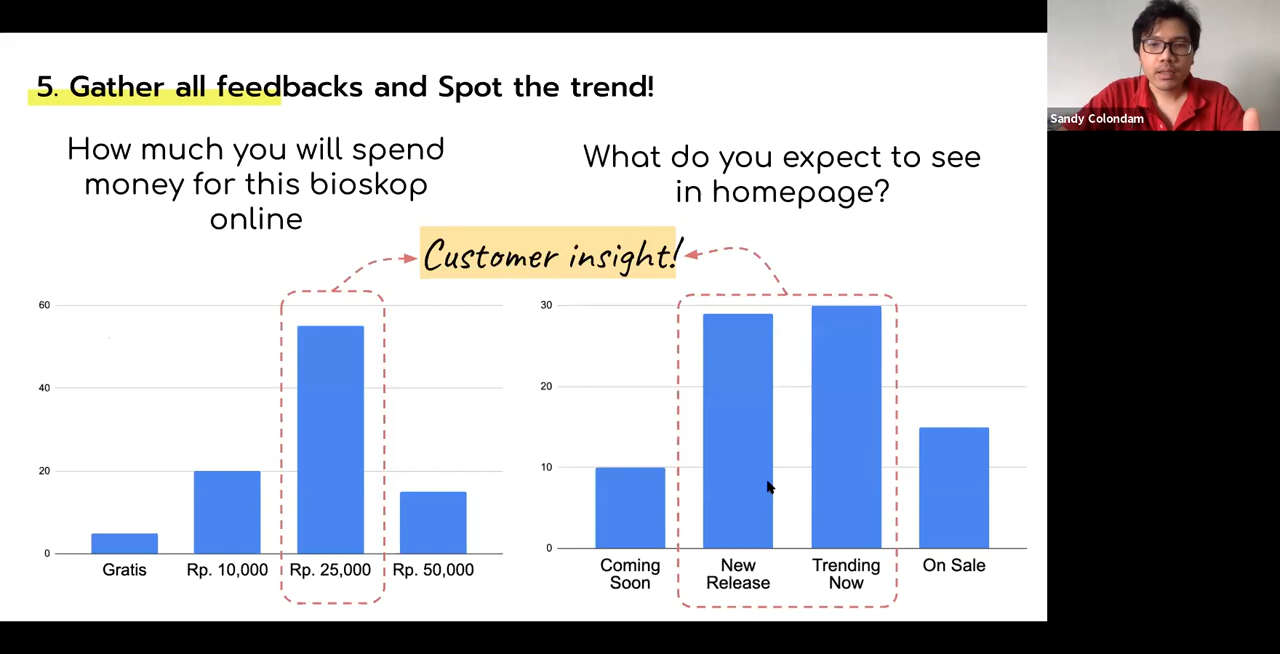 5. Gather all feedbacks and Spot the trend!
Sandy Colondam
How much you will spend
money for this bioskop
online
What do you expect to see
in homepage?
Customer insight!
60
40
20
0
Gratis
Rp. 10,000
Rp. 25,000
Rp. 50,000
30
20
10
0
Coming
Soon
New
Release
Trending
Now
On Sale